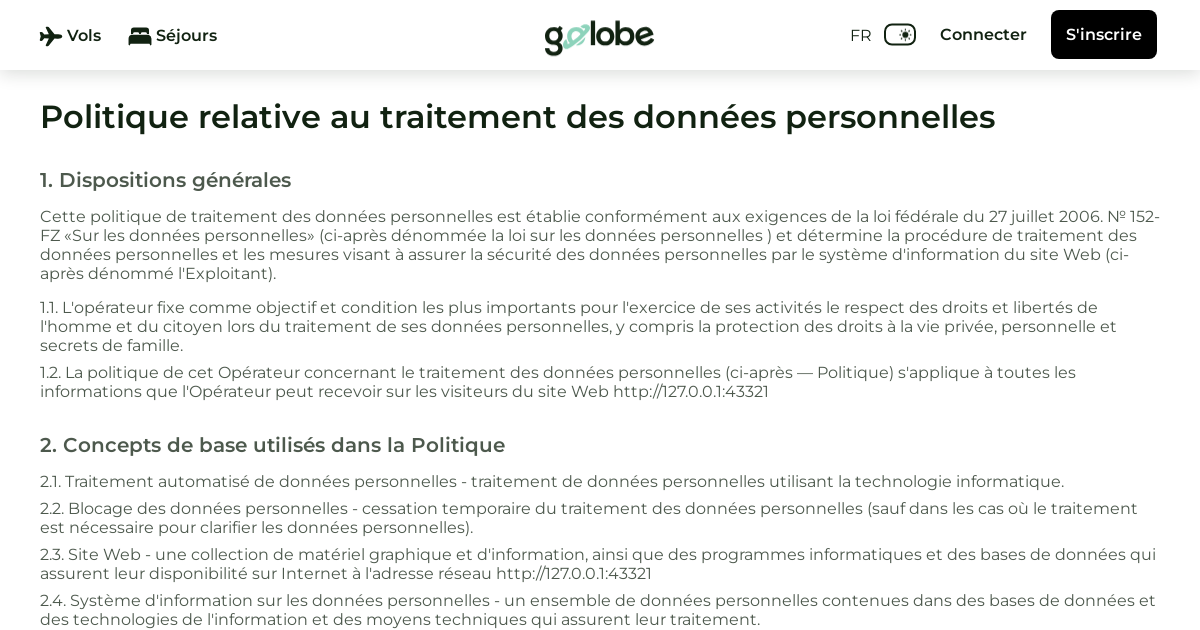 Vols
Séjours
golobe
FR
Connecter
S'inscrire
Politique relative au traitement des données personnelles
1. Dispositions générales
Cette politique de traitement des données personnelles est établie conformément aux exigences de la loi fédérale du 27 juillet 2006. № 152-
FZ «Sur les données personnelles» (ci-après dénommée la loi sur les données personnelles ) et détermine la procédure de traitement des
données personnelles et les mesures visant à assurer la sécurité des données personnelles par le système d'information du site Web (ci-
après dénommé l'Exploitant).
1.1. L'opérateur fixe comme objectif et condition les plus importants pour l'exercice de ses activités le respect des droits et libertés de
l'homme et du citoyen lors du traitement de ses données personnelles, y compris la protection des droits à la vie privée, personnelle et
secrets de famille.
1.2. La politique de cet Opérateur concernant le traitement des données personnelles (ci-après — Politique) s'applique à toutes les
informations que l'Opérateur peut recevoir sur les visiteurs du site Web http://127.0.0.1:43321
2. Concepts de base utilisés dans la Politique
2.1. Traitement automatisé de données personnelles - traitement de données personnelles utilisant la technologie informatique.
2.2. Blocage des données personnelles - cessation temporaire du traitement des données personnelles (sauf dans les cas où le traitement
est nécessaire pour clarifier les données personnelles).
2.3. Site Web - une collection de matériel graphique et d'information, ainsi que des programmes informatiques et des bases de données qui
assurent leur disponibilité sur Internet à l'adresse réseau http://127.0.0.1:43321
2.4. Système d'information sur les données personnelles - un ensemble de données personnelles contenues dans des bases de données et
des technologies de l'information et des moyens techniques qui assurent leur traitement.